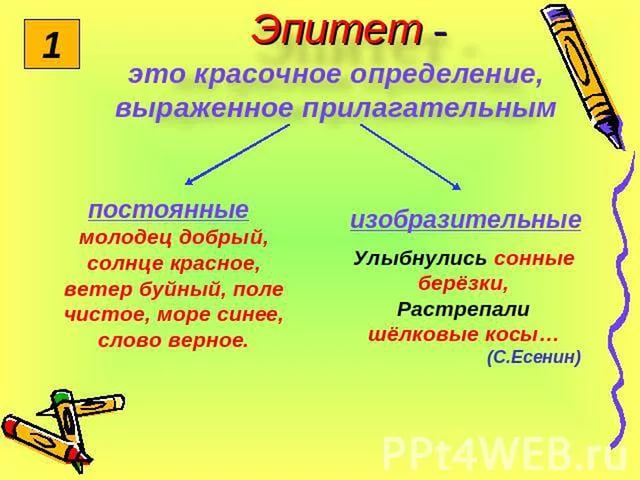 1
Эпитет -
это красочное определение,
выраженное прилагательным
постоянные
молодец добрый,
солнце красное,
ветер буйный, поле
чистое, море синее,
слово верное.
изобразительные
Улыбнулись сонные
берёзки,
Растрепали
шёлковые косы…
(С.Есенин)
PPt4WEB.ru